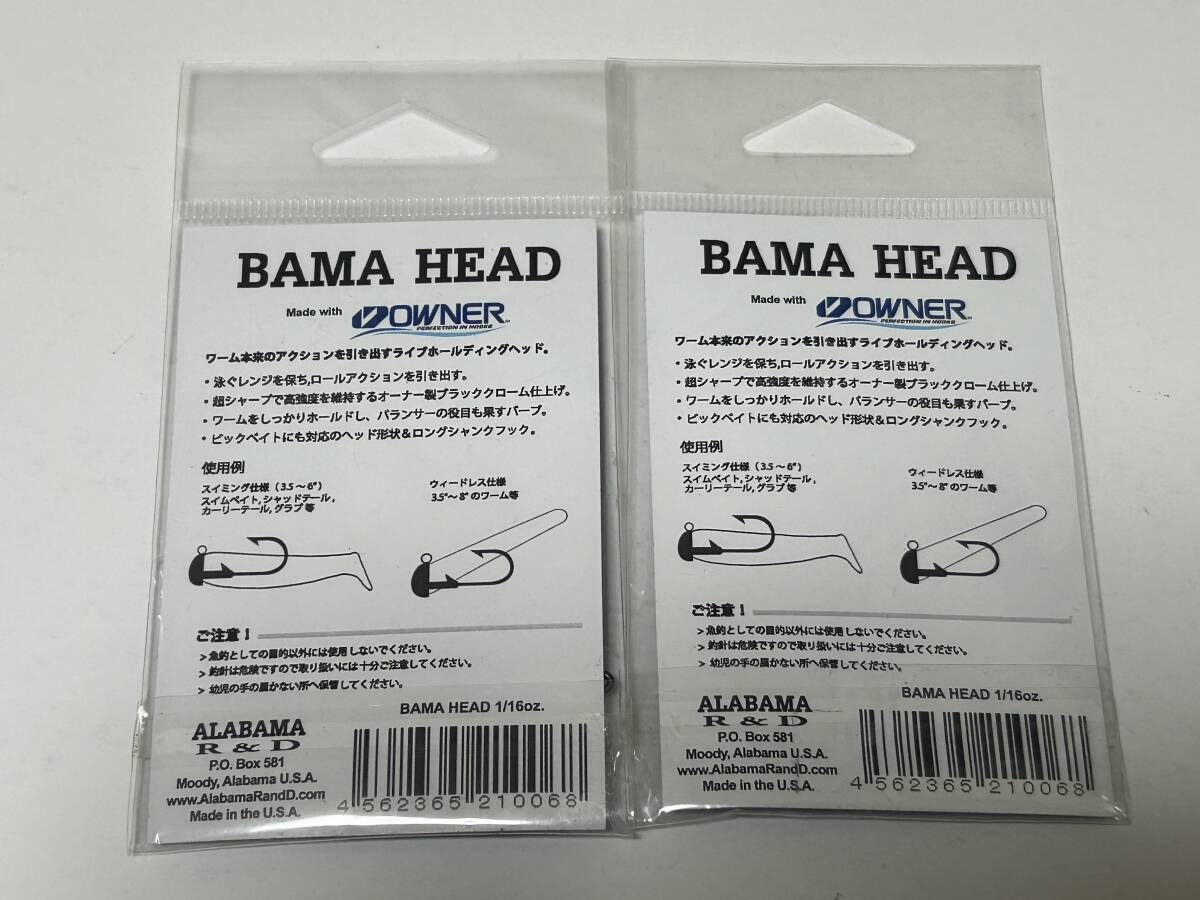 BAMA HEAD
Made with OWNER
PERFECTION IN HOOKS
ワーム本来のアクションを引き出すライブホールディングヘッド。
・泳ぐレンジを保ち,ロールアクションを引き出す。
・超シャープで高強度を維持するオーナー製ブラッククローム仕上げ。
・ワームをしっかりホールドし、バランサーの役目も果すバーブ。
・ビックベイトにも対応のヘッド形状&ロングシャンクフック。
使用例
スイミング仕様（3.5～6"）
スイムベイト,シャッドテール,
カーリーテール,グラブ等
ウィードレス仕様
3.5"～8"のワーム等
ご注意！
> 魚釣としての目的以外には使用しないでください。
> 釣針は危険ですので取り扱いには十分ご注意してください。
> 幼児の手の届かない所へ保管してください。
BAMA HEAD 1/16oz.
ALABAMA
R & D
P.O. Box 581
Moody, Alabama U.S.A.
www.AlabamaRandD.com
Made in the U.S.A.
4 562365 210068
BAMA HEAD
Made with OWNER
PERFECTION IN HOOKS
ワーム本来のアクションを引き出すライブホールディングヘッド。
・泳ぐレンジを保ち,ロールアクションを引き出す。
・超シャープで高強度を維持するオーナー製ブラッククローム仕上げ。
・ワームをしっかりホールドし、バランサーの役目も果すバーブ。
・ビックベイトにも対応のヘッド形状&ロングシャンクフック。
使用例
スイミング仕様（3.5～6"）
スイムベイト,シャッドテール,
カーリーテール,グラブ等
ウィードレス仕様
3.5"～8"のワーム等
ご注意！
> 魚釣としての目的以外には使用しないでください。
> 釣針は危険ですので取り扱いには十分ご注意してください。
> 幼児の手の届かない所へ保管してください。
BAMA HEAD 1/16oz.
ALABAMA
R & D
P.O. Box 581
Moody, Alabama U.S.A.
www.AlabamaRandD.com
Made in the U.S.A.
4 562365 210068